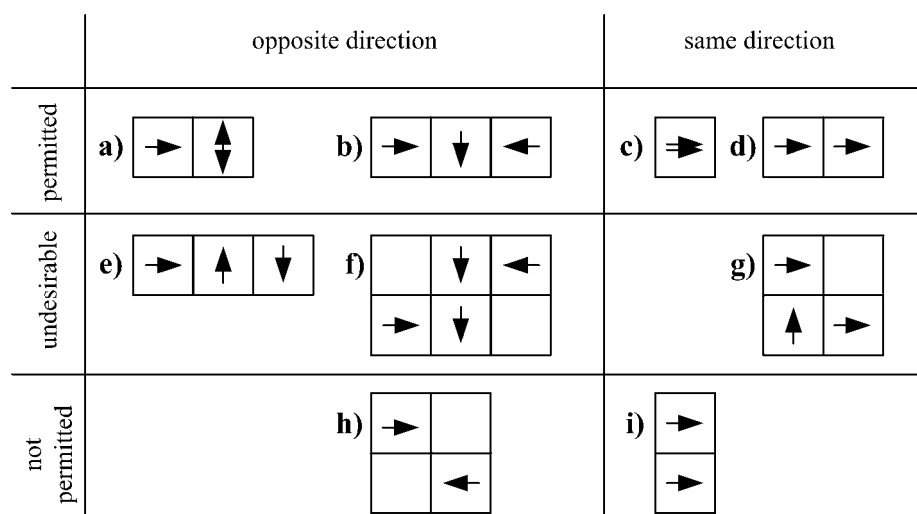 opposite direction
same direction
permitted
a)
b)
c)
d)
undesirable
e)
f)
g)
not
permitted
h)
i)